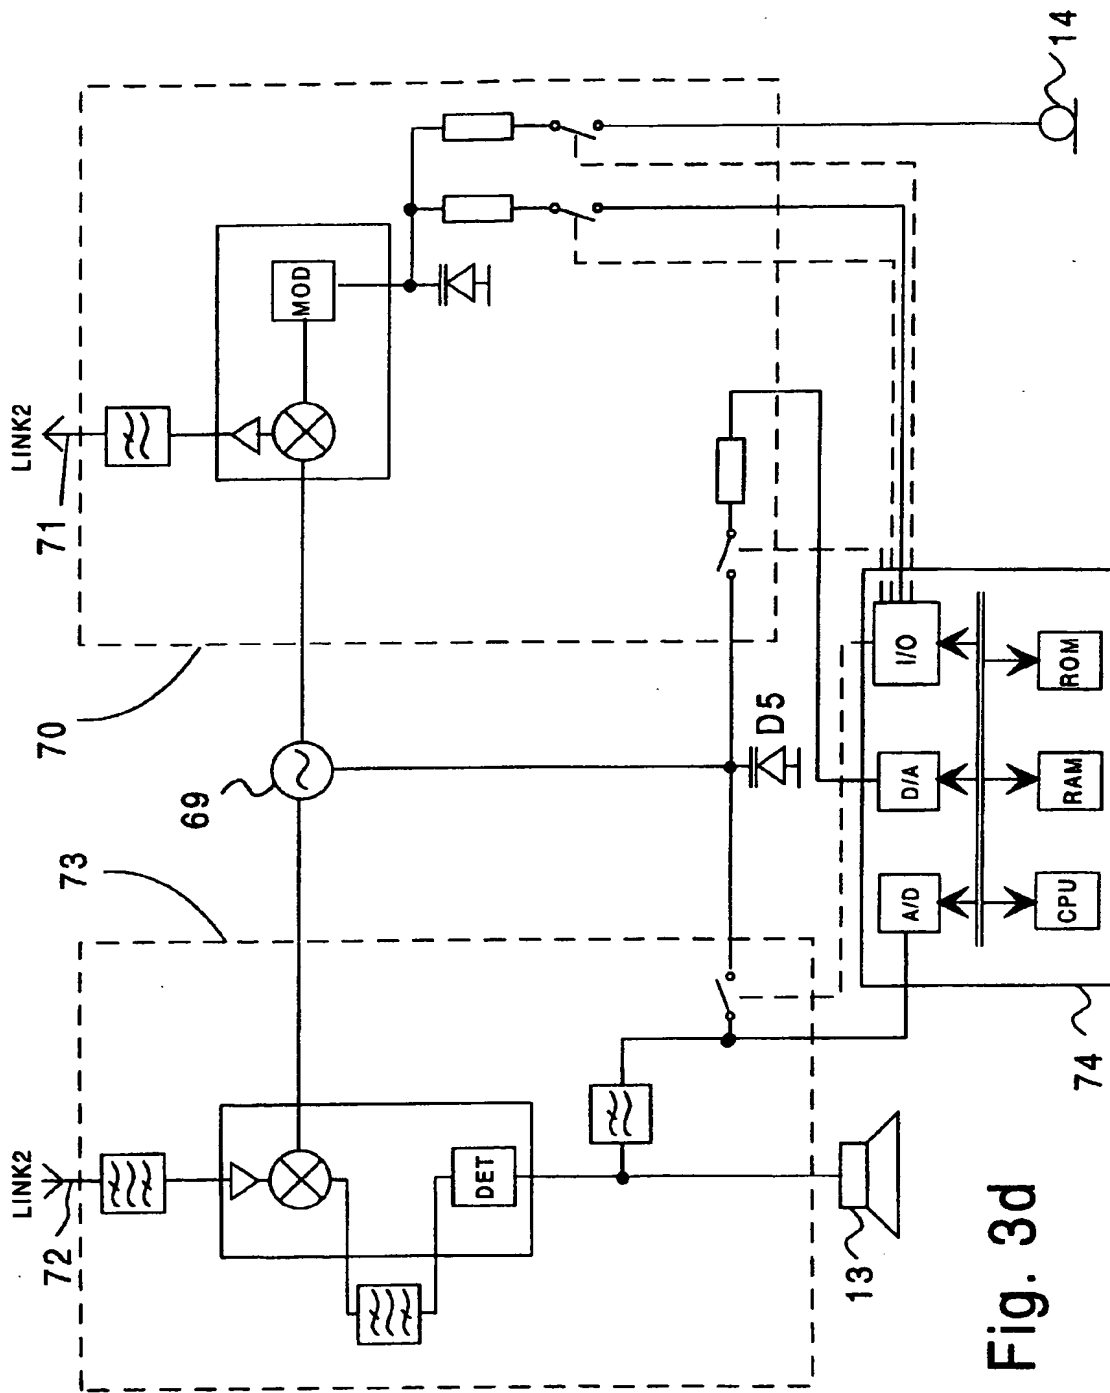 LINK2
71
MOD
14
70
69
73
LINK2
72
DET
D5
I/O
D/A
A/D
ROM
RAM
CPU
74
13
Fig. 3d